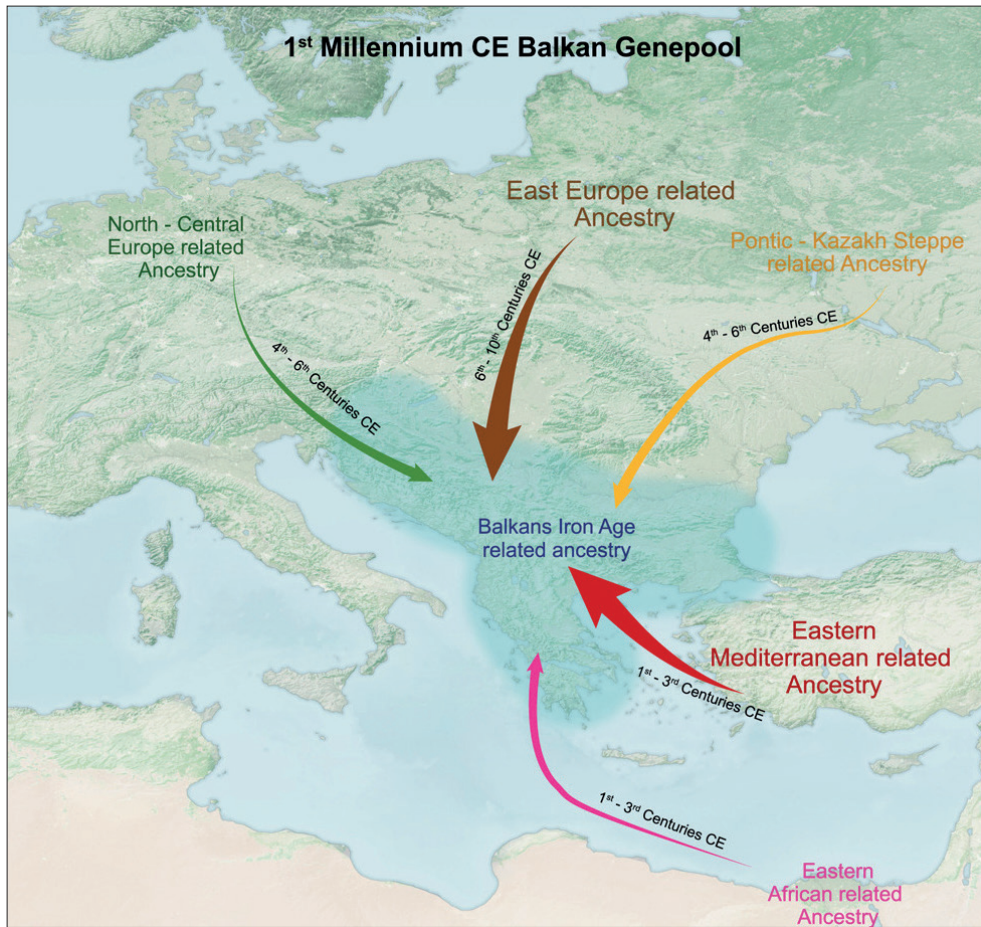 1st Millennium CE Balkan Genepool
East Europe related
Ancestry
North - Central
Europe related
Ancestry
Pontic - Kazakh Steppe
related Ancestry
6th - 10th Centuries CE
4th - 6th Centuries CE
4th - 6th Centuries CE
Balkans Iron Age
related ancestry
Eastern
Mediterranean related
Ancestry
1st - 3rd Centuries CE
1st - 3rd Centuries CE
Eastern
African related
Ancestry